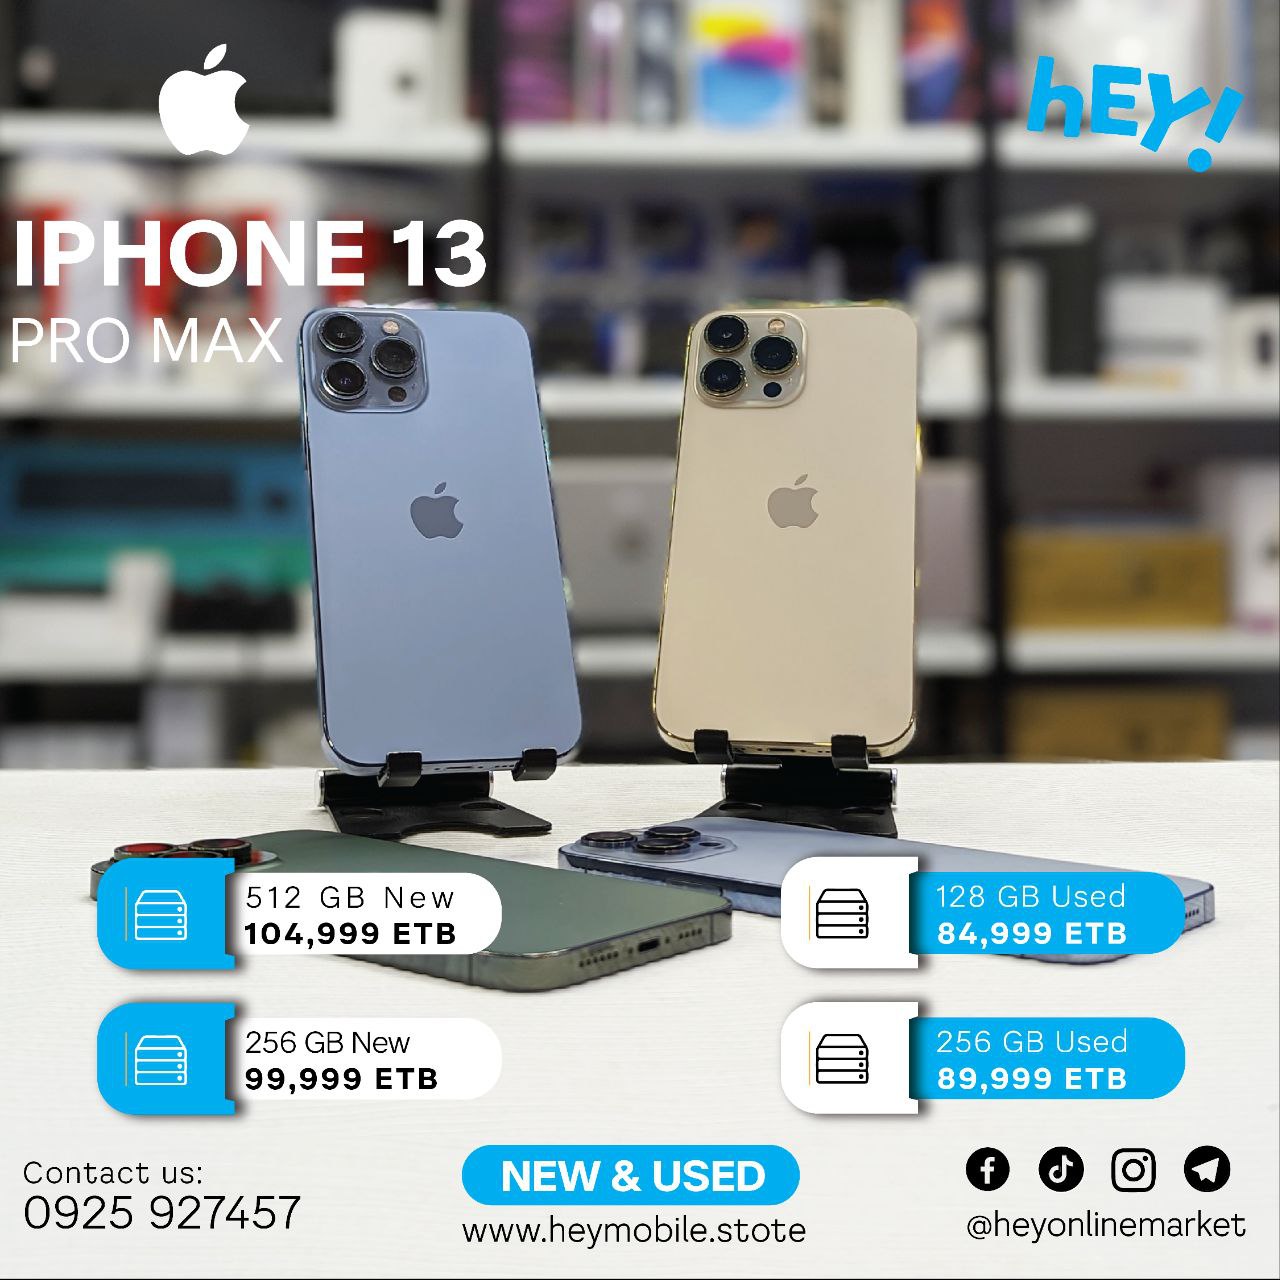 hEY!
IPHONE 13
PRO MAX
512 GB New
104,999 ETB
128 GB Used
84,999 ETB
256 GB New
99,999 ETB
256 GB Used
89,999 ETB
Contact us:
0925 927457
NEW & USED
www.heymobile.stote
@heyonlinemarket